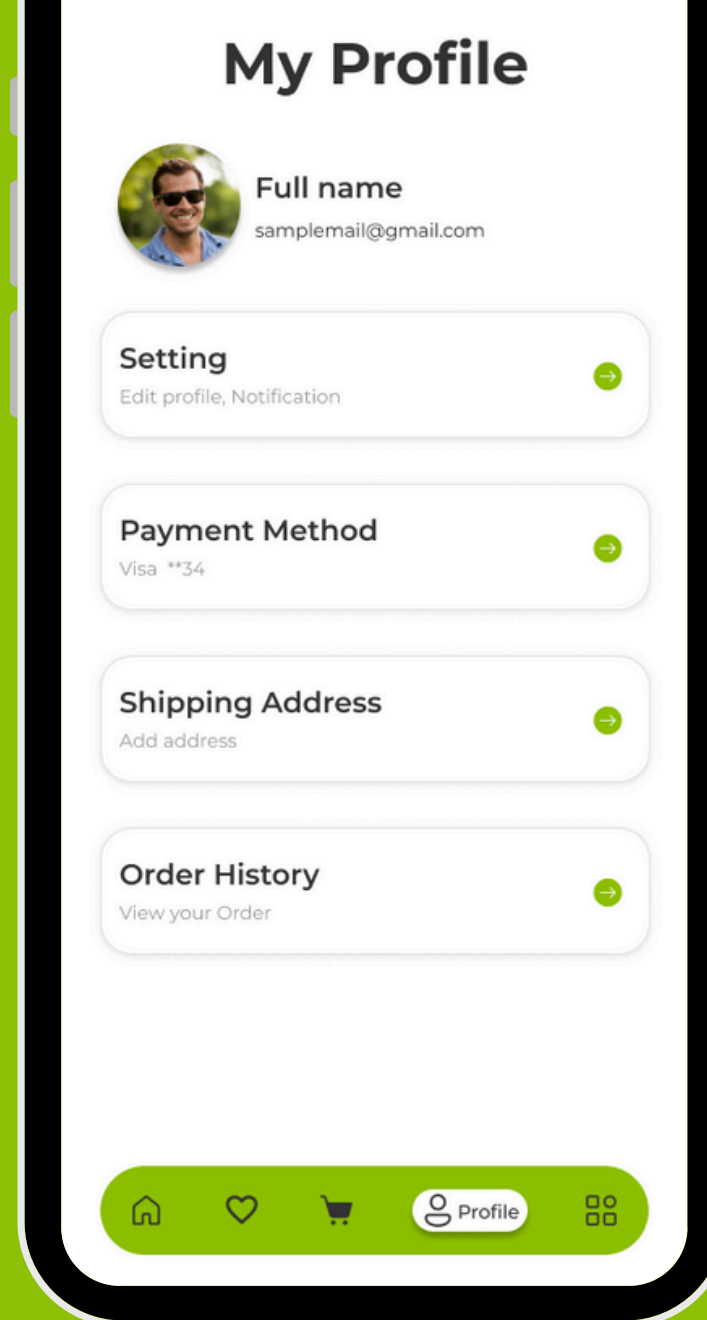 My Profile
Full name
samplemail@gmail.com
Setting
Edit profile, Notification
Payment Method
Visa **34
Shipping Address
Add address
Order History
View your Order
Profile